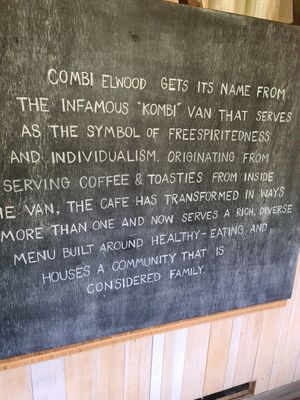 COMBI ELWOOD GETS ITS NAME FROM
THE INFAMOUS "KOMBI" VAN THAT SERVES
AS THE SYMBOL OF FREESPIRITEDNESS
AND INDIVIDUALISM. ORIGINATING FROM
SERVING COFFEE & TOASTIES FROM INSIDE
HE VAN, THE CAFE HAS TRANSFORMED IN WAYS
MORE THAN ONE AND NOW SERVES A RICH, DIVERSE
MENU BUILT AROUND HEALTHY-EATING AND
HOUSES A COMMUNITY THAT IS
CONSIDERED FAMILY.